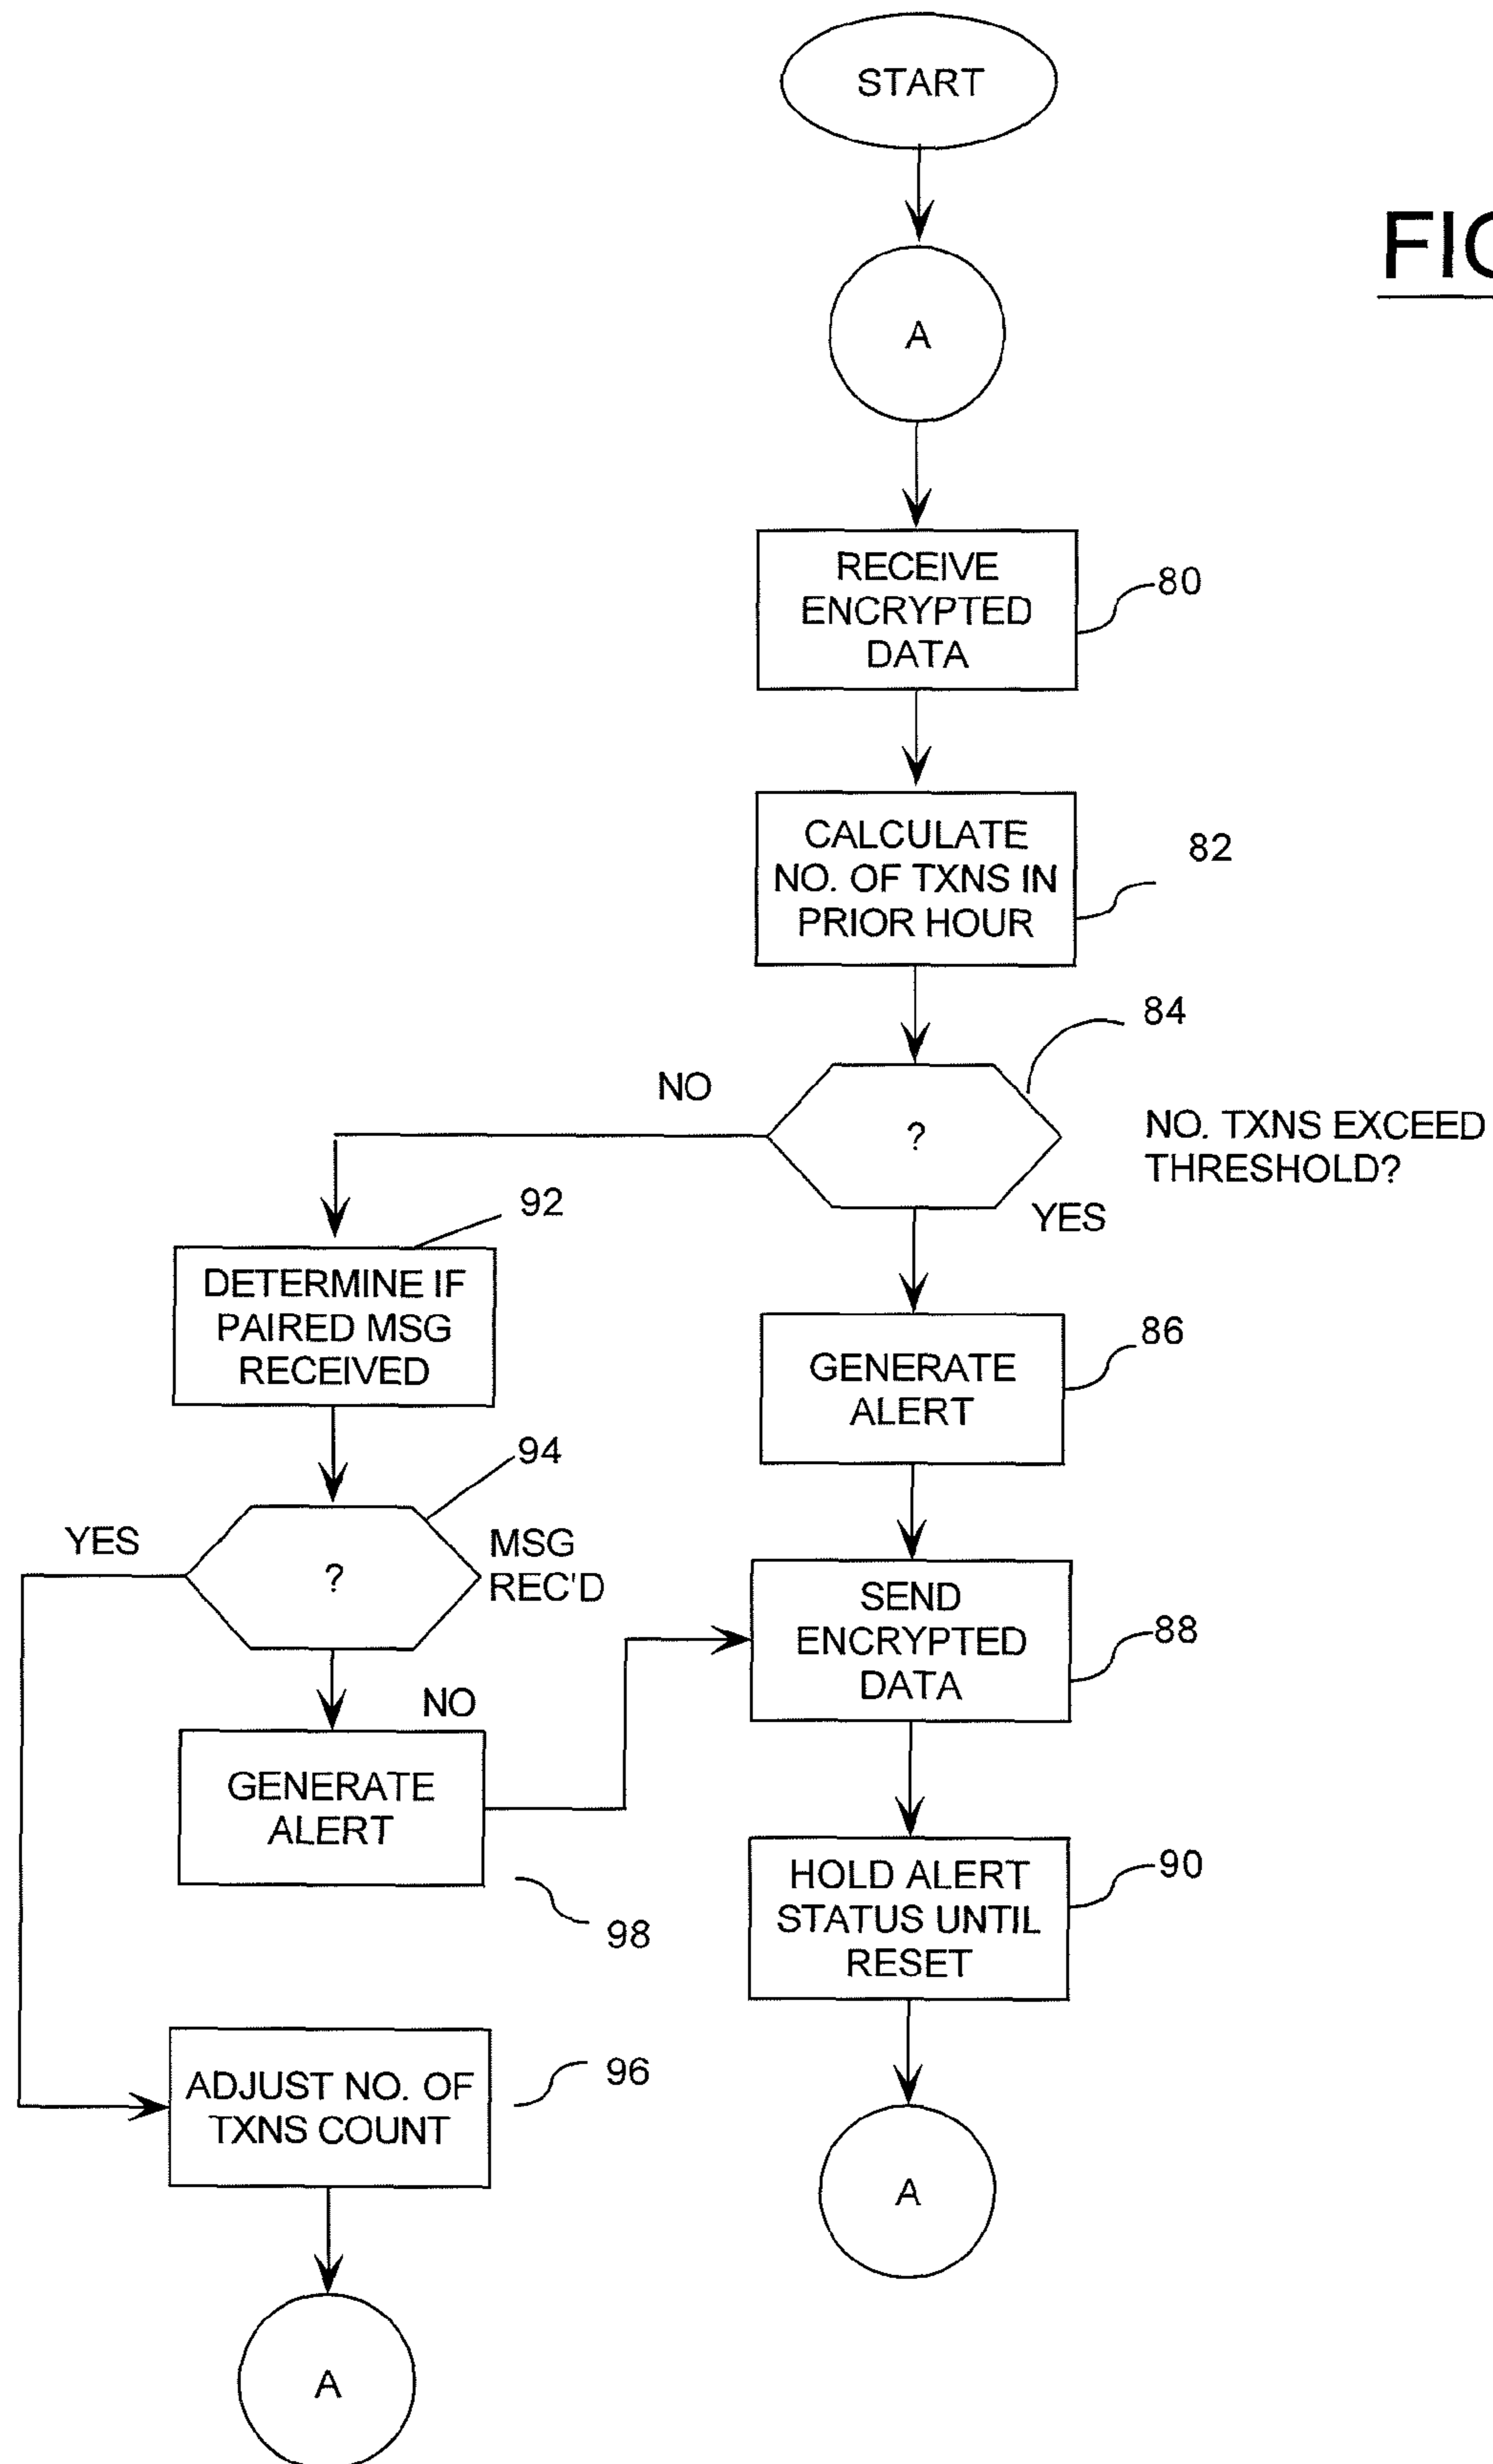 START
FIG
A
RECEIVE
ENCRYPTED
DATA
80
CALCULATE
NO. OF TXNS IN
PRIOR HOUR
82
84
NO
?
NO. TXNS EXCEED
THRESHOLD?
YES
92
DETERMINE IF
PAIRED MSG
RECEIVED
86
GENERATE
ALERT
94
YES
?
MSG
REC'D
NO
SEND
ENCRYPTED
DATA
88
GENERATE
ALERT
98
HOLD ALERT
STATUS UNTIL
RESET
90
ADJUST NO. OF
TXNS COUNT
96
A
A